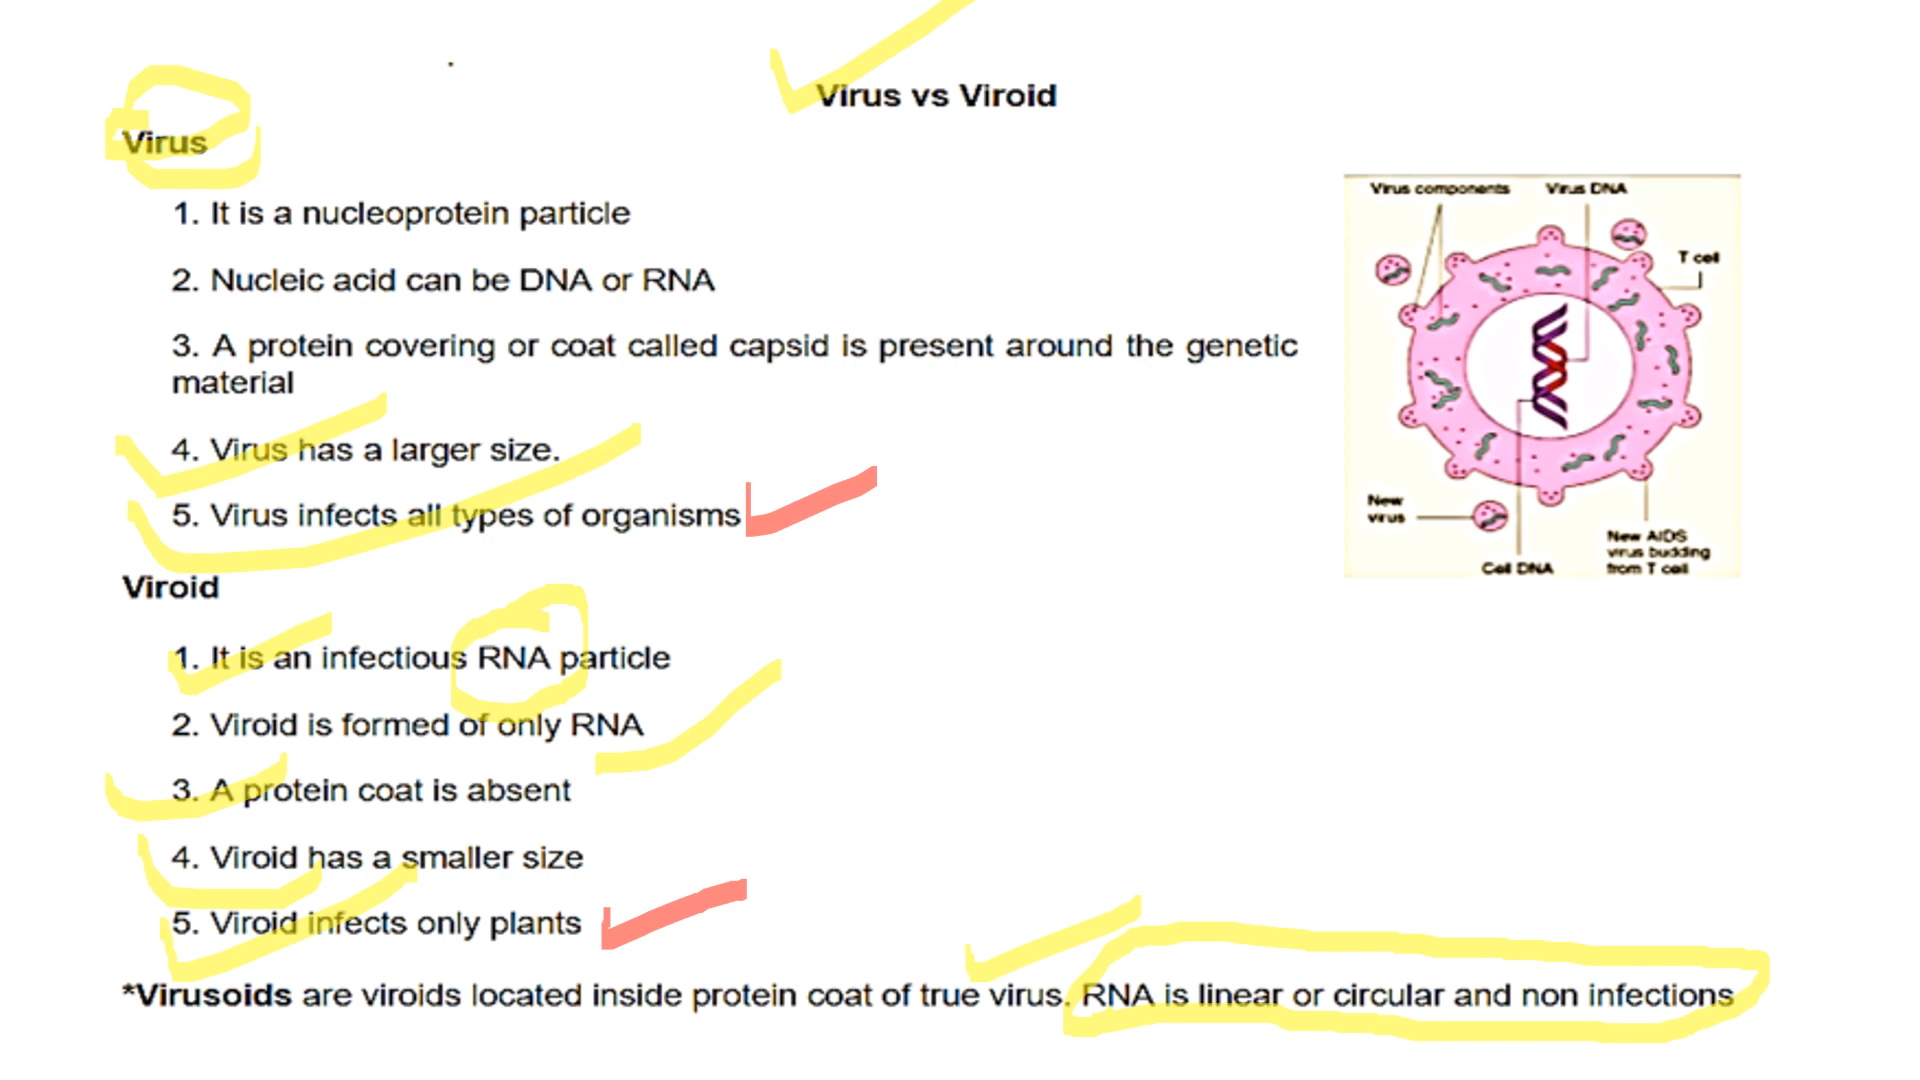 Virus vs Viroid
Virus
1. It is a nucleoprotein particle
2. Nucleic acid can be DNA or RNA
3. A protein covering or coat called capsid is present around the genetic
material
4. Virus has a larger size.
5. Virus infects all types of organisms
Virus components
Virus DNA
T cell
New
virus
Cell DNA
New AIDS
virus budding
from T cell
Viroid
1. It is an infectious RNA particle
2. Viroid is formed of only RNA
3. A protein coat is absent
4. Viroid has a smaller size
5. Viroid infects only plants
*Virusoids are viroids located inside protein coat of true virus. RNA is linear or circular and non infections